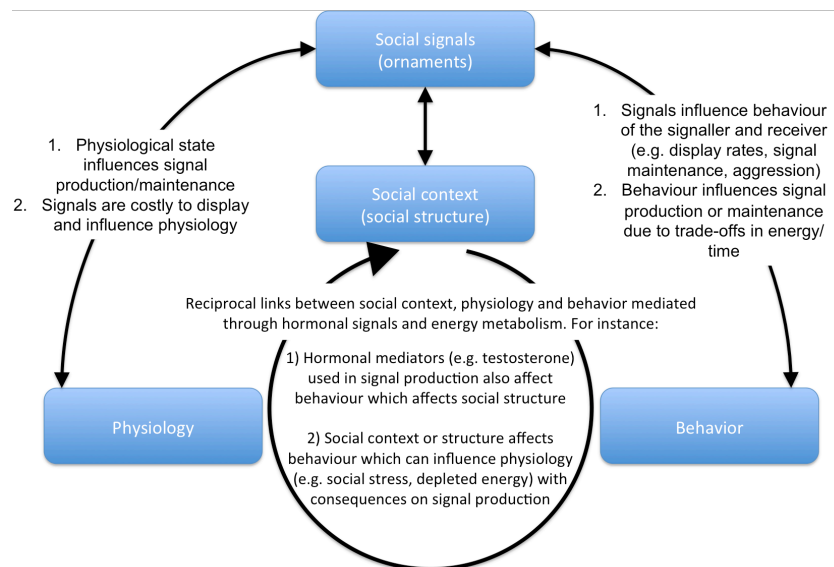 Social signals
(ornaments)
1. Physiological state
influences signal
production/maintenance
2. Signals are costly to display
and influence physiology
1. Signals influence behaviour
of the signaller and receiver
(e.g. display rates, signal
maintenance, aggression)
2. Behaviour influences signal
production or maintenance
due to trade-offs in energy/
time
Social context
(social structure)
Reciprocal links between social context, physiology and behavior mediated
through hormonal signals and energy metabolism. For instance:
1) Hormonal mediators (e.g. testosterone)
used in signal production also affect
behaviour which affects social structure
2) Social context or structure affects
behaviour which can influence physiology
(e.g. social stress, depleted energy) with
consequences on signal production
Physiology
Behavior